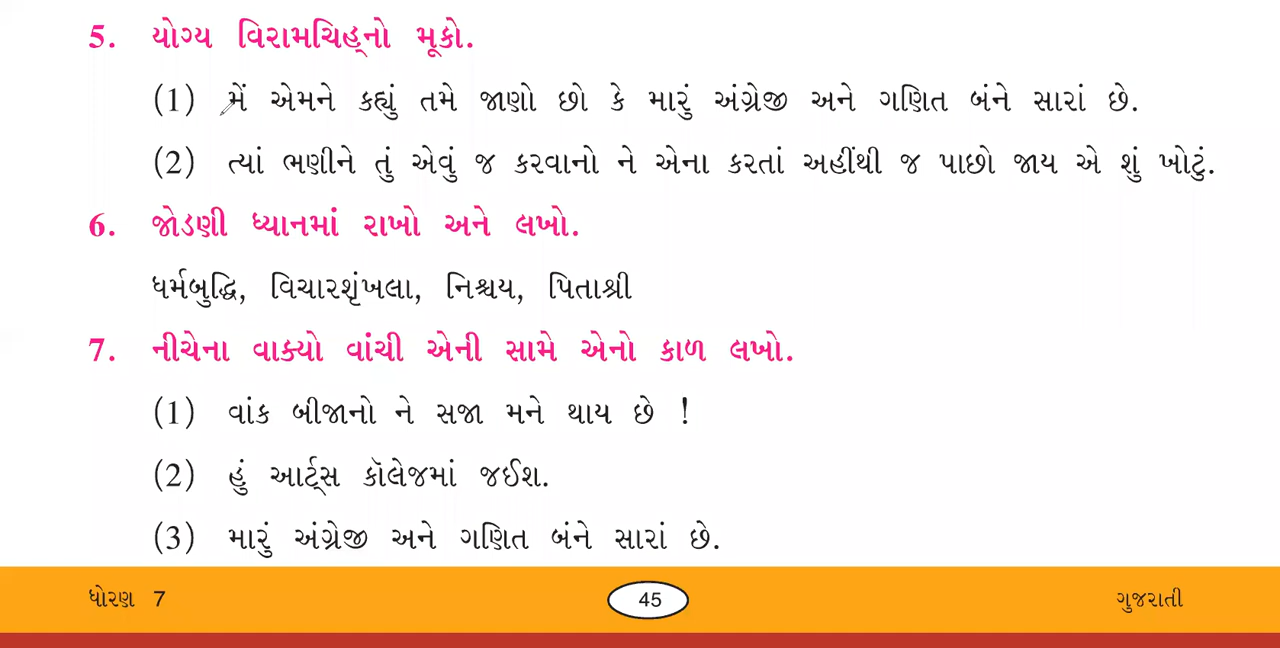 5. યોગ્ય વિરામચિહ્નો મૂકો.
(1) મેં એમને કહ્યું તમે જાણો છો કે મારું અંગ્રેજી અને ગણિત બંને સારાં છે.
(2) ત્યાં ભણીને તું એવું જ કરવાનો ને એના કરતાં અહીંથી જ પાછો જાય એ શું ખોટું.
6. જોડણી ધ્યાનમાં રાખો અને લખો.
ધર્મબુદ્ધિ, વિચારશૃંખલા, નિશ્ચય, પિતાશ્રી
7. નીચેના વાક્યો વાંચી એની સામે એનો કાળ લખો.
(1) વાંક બીજાનો ને સજા મને થાય છે !
(2) હું આર્ટ્સ કૉલેજમાં જઈશ.
(3) મારું અંગ્રેજી અને ગણિત બંને સારાં છે.
ધોરણ 7 45 ગુજરાતી